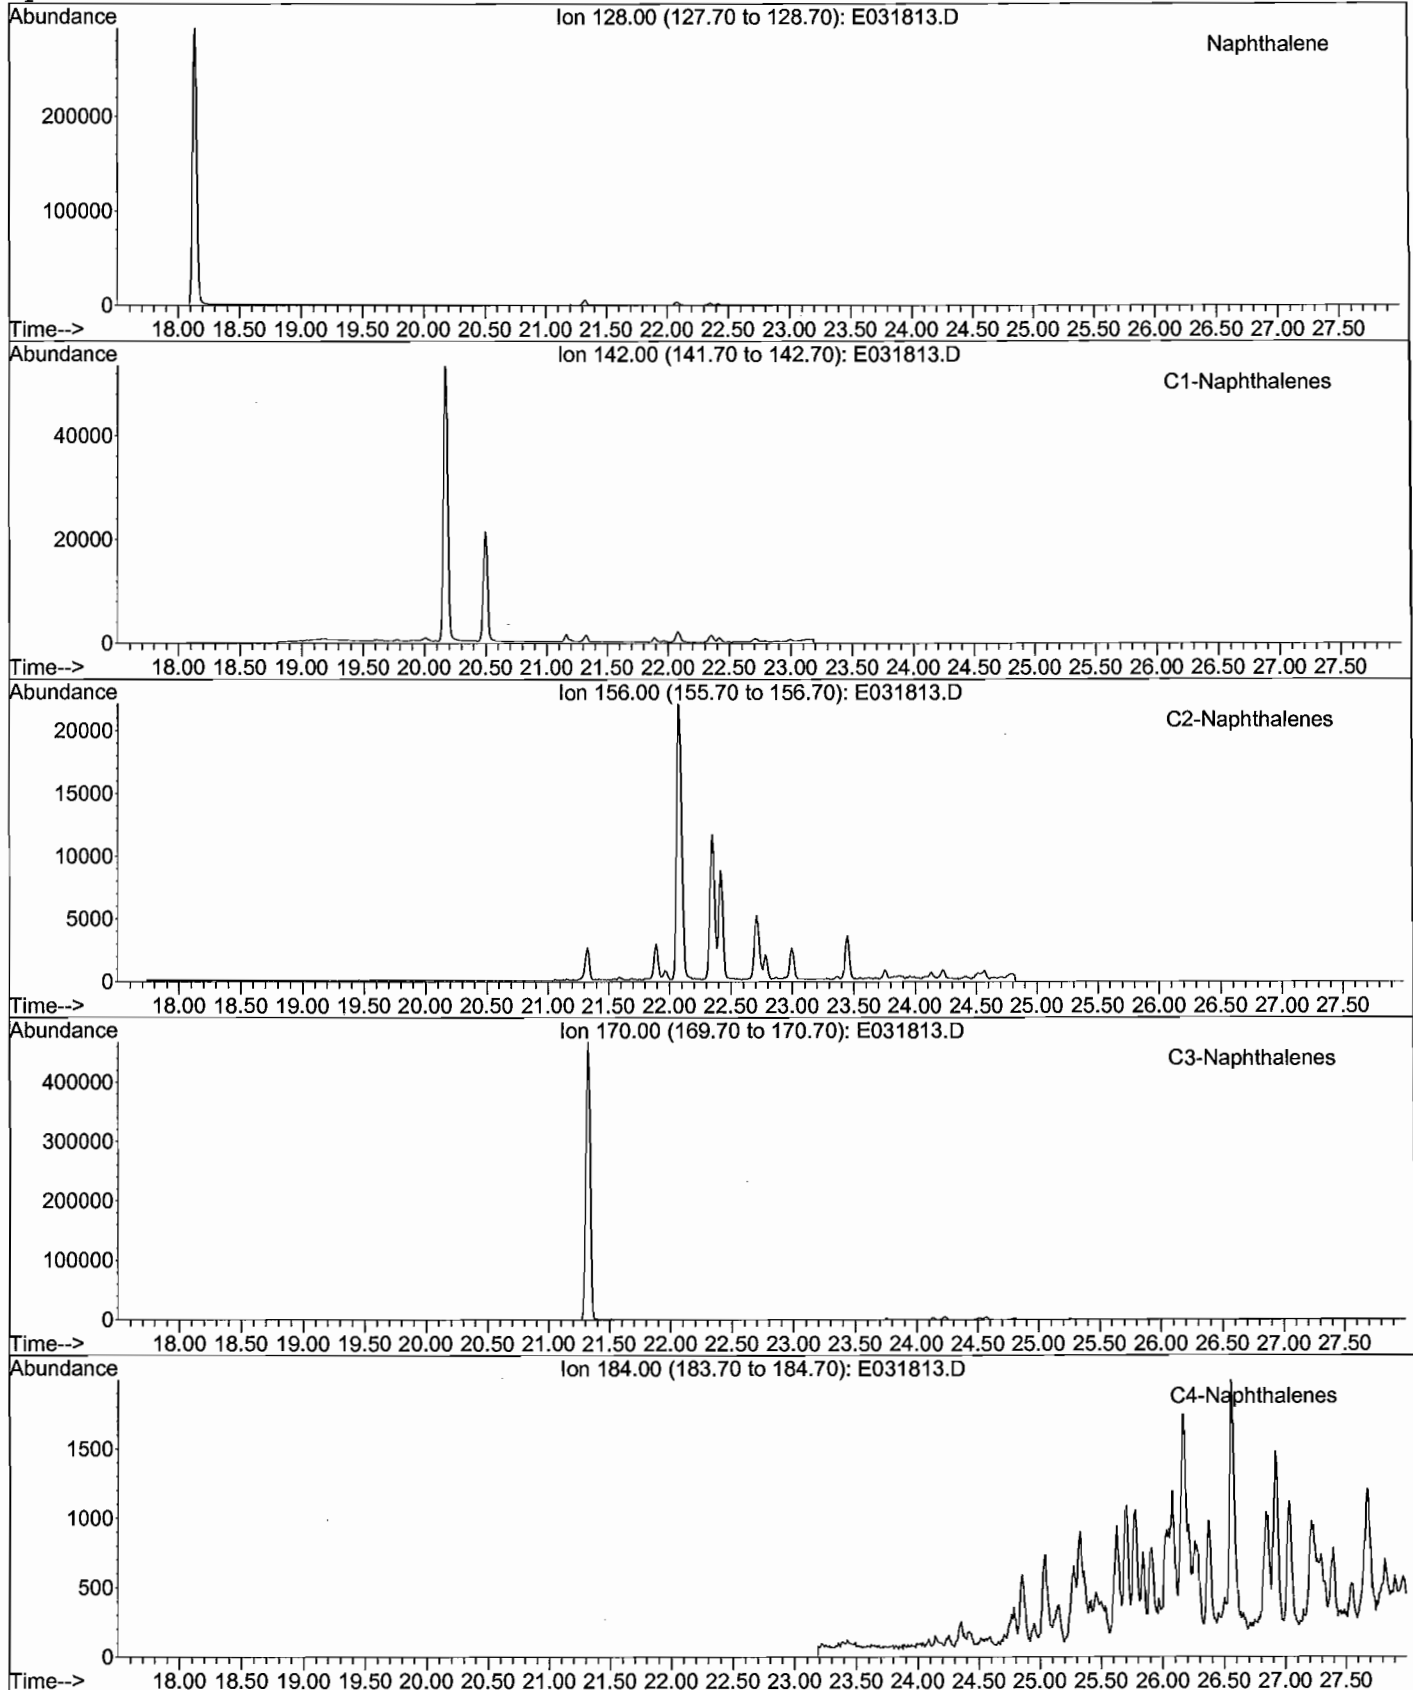 Abundance Ion 128.00 (127.70 to 128.70): E031813.D
Naphthalene
200000
100000
0
Time--> 18.00 18.50 19.00 19.50 20.00 20.50 21.00 21.50 22.00 22.50 23.00 23.50 24.00 24.50 25.00 25.50 26.00 26.50 27.00 27.50
Abundance Ion 142.00 (141.70 to 142.70): E031813.D
C1-Naphthalenes
40000
20000
0
Time--> 18.00 18.50 19.00 19.50 20.00 20.50 21.00 21.50 22.00 22.50 23.00 23.50 24.00 24.50 25.00 25.50 26.00 26.50 27.00 27.50
Abundance Ion 156.00 (155.70 to 156.70): E031813.D
C2-Naphthalenes
20000
15000
10000
5000
0
Time--> 18.00 18.50 19.00 19.50 20.00 20.50 21.00 21.50 22.00 22.50 23.00 23.50 24.00 24.50 25.00 25.50 26.00 26.50 27.00 27.50
Abundance Ion 170.00 (169.70 to 170.70): E031813.D
C3-Naphthalenes
400000
300000
200000
100000
0
Time--> 18.00 18.50 19.00 19.50 20.00 20.50 21.00 21.50 22.00 22.50 23.00 23.50 24.00 24.50 25.00 25.50 26.00 26.50 27.00 27.50
Abundance Ion 184.00 (183.70 to 184.70): E031813.D
C4-Naphthalenes
1500
1000
500
0
Time--> 18.00 18.50 19.00 19.50 20.00 20.50 21.00 21.50 22.00 22.50 23.00 23.50 24.00 24.50 25.00 25.50 26.00 26.50 27.00 27.50